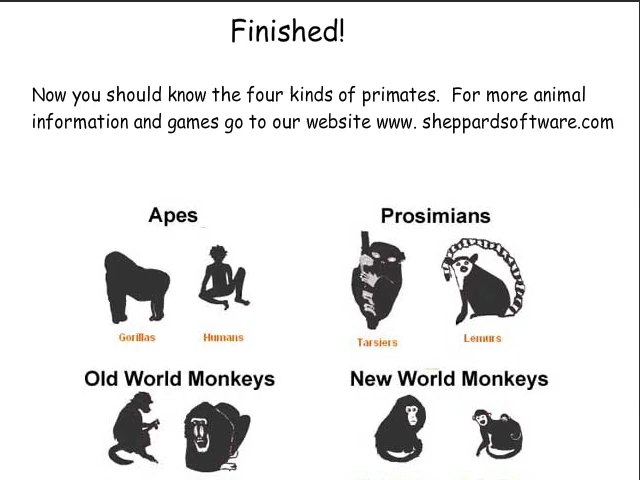 Finished!
Now you should know the four kinds of primates. For more animal
information and games go to our website www. sheppardsoftware.com
Apes
Prosimians
Gorillas
Humans
Tarsiers
Lemurs
Old World Monkeys
New World Monkeys